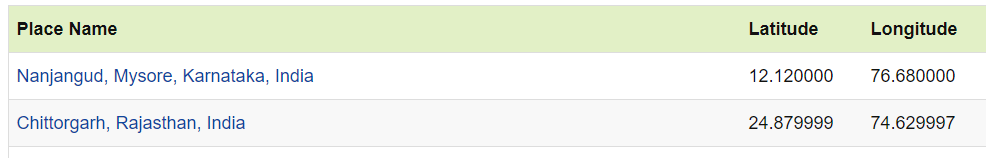 Place Name Latitude Longitude
Nanjangud, Mysore, Karnataka, India 12.120000 76.680000
Chittorgarh, Rajasthan, India 24.879999 74.629997